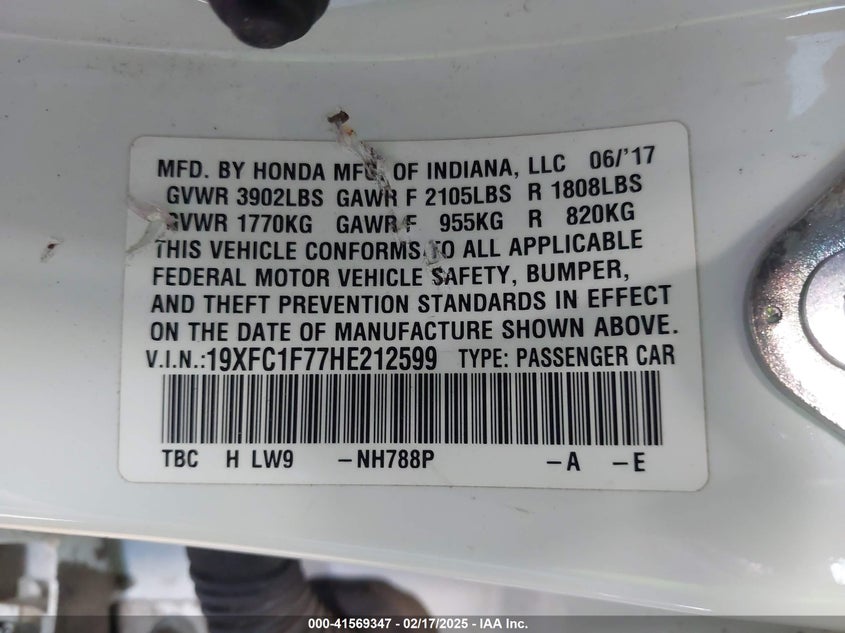 MFD. BY HONDA MFG. OF INDIANA, LLC 06/'17
GVWR 3902LBS GAWR F 2105LBS R 1808LBS
GVWR 1770KG GAWR F 955KG R 820KG
THIS VEHICLE CONFORMS TO ALL APPLICABLE
FEDERAL MOTOR VEHICLE SAFETY, BUMPER,
AND THEFT PREVENTION STANDARDS IN EFFECT
ON THE DATE OF MANUFACTURE SHOWN ABOVE.
V.I.N.:19XFC1F77HE212599 TYPE: PASSENGER CAR
TBC H LW9 –NH788P –A –E
000-41569347 — 02/17/2025 — IAA Inc.